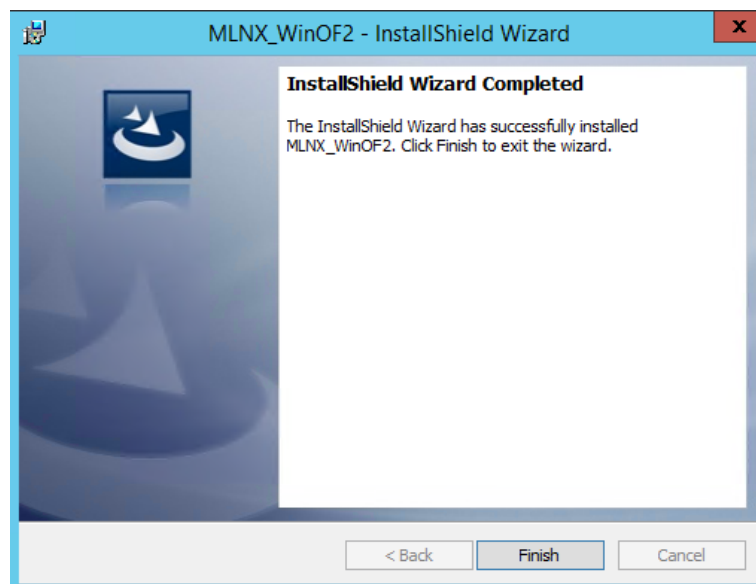 MLNX_WinOF2 - InstallShield Wizard
x
InstallShield Wizard Completed
The InstallShield Wizard has successfully installed
MLNX_WinOF2. Click Finish to exit the wizard.
< Back
Finish
Cancel